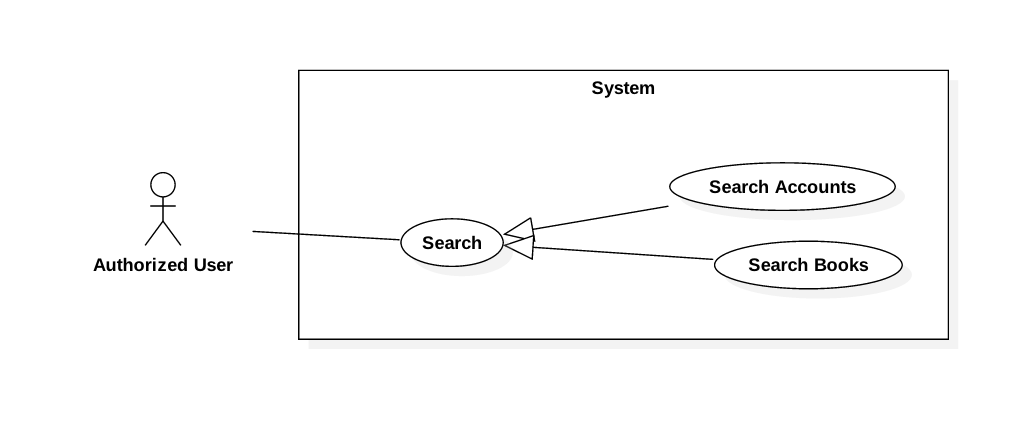 System
Search Accounts
Search
Authorized User
Search Books